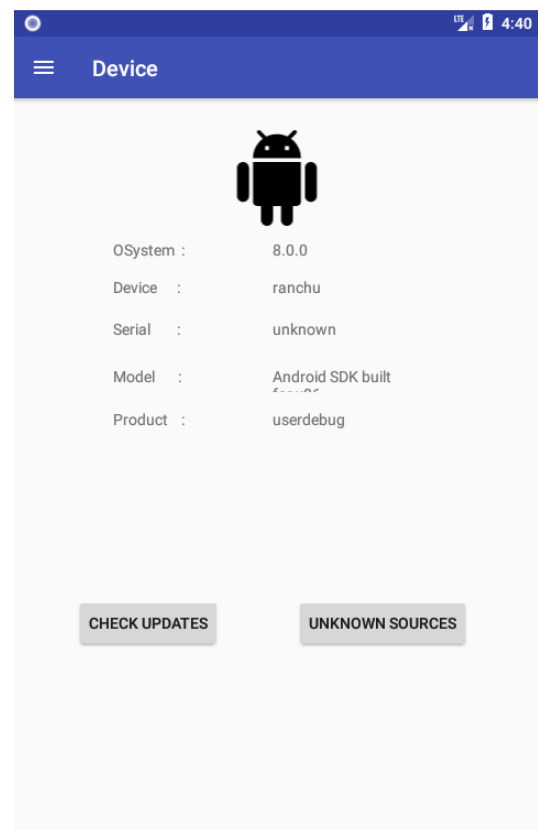 LTE 4:40
Device
OSystem : 8.0.0
Device : ranchu
Serial : unknown
Model : Android SDK built
Product : userdebug
CHECK UPDATES UNKNOWN SOURCES